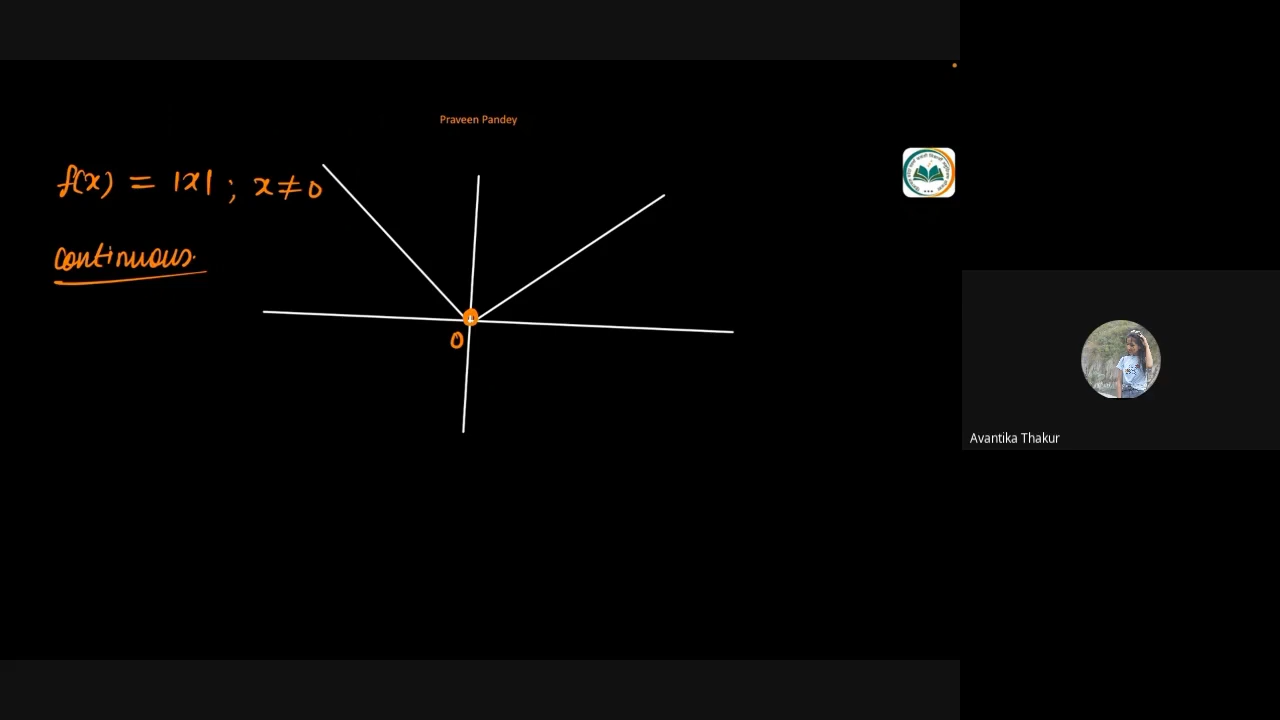 Praveen Pandey
f(x) = |x| ; x ≠ 0
continuous.
0
Avantika Thakur